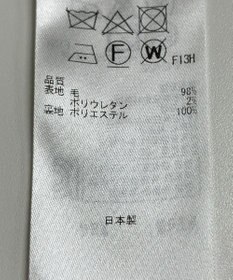 F W F13H
品質
表地 毛 98%
ポリウレタン 2%
裏地 ポリエステル 100%
日本製